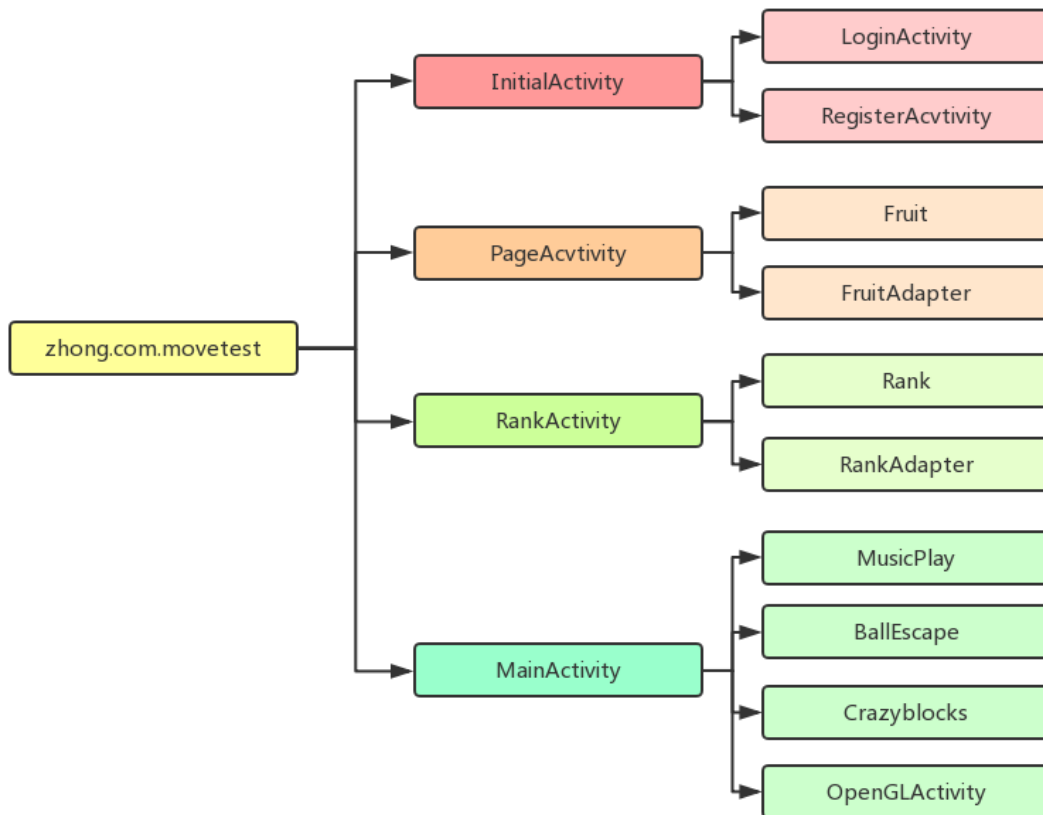 zhong.com.movetest
InitialActivity
LoginActivity
RegisterAcvtivity
PageAcvtivity
Fruit
FruitAdapter
RankActivity
Rank
RankAdapter
MainActivity
MusicPlay
BallEscape
Crazyblocks
OpenGLActivity